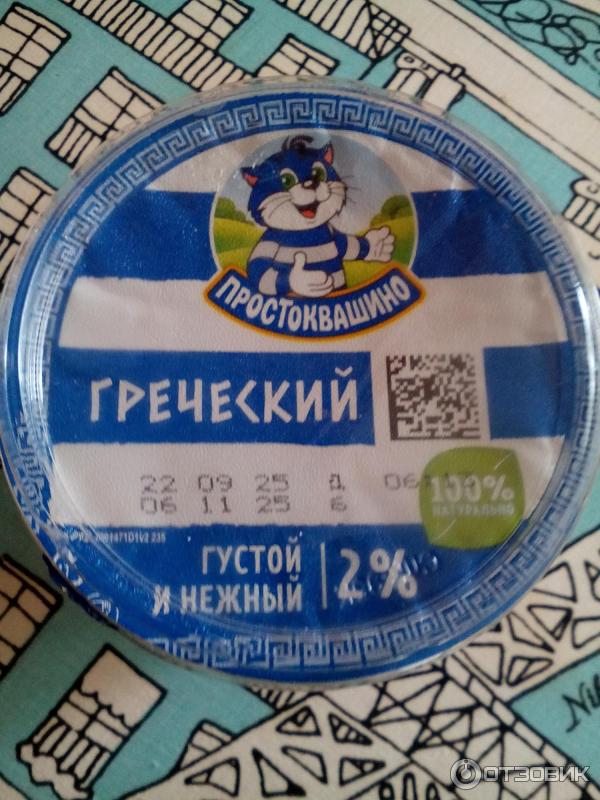 ПРОСТОКВАШИНО
ГРЕЧЕСКИЙ
22 09 25 Д
06 11 25 Б
100%
НАТУРАЛЬНО
ГУСТОЙ
И НЕЖНЫЙ
2%
ОТЗОВИК